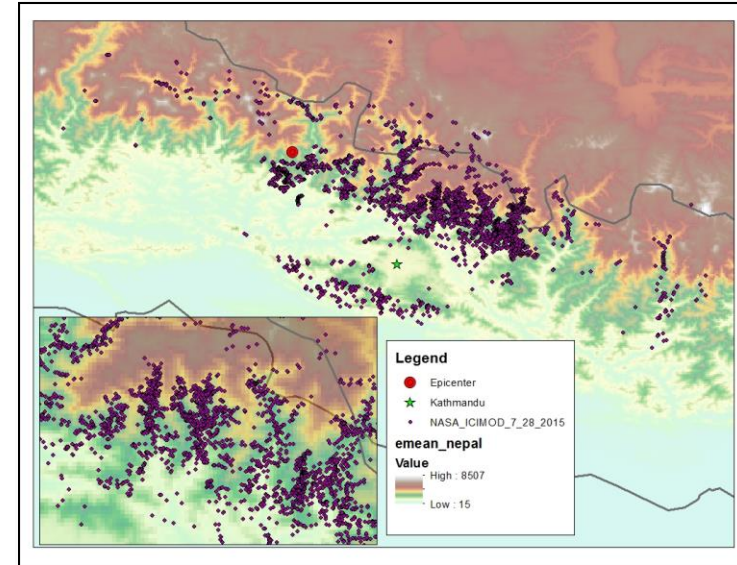 Legend
Epicenter
Kathmandu
NASA_ICIMOD_7_28_2015
emean_nepal
Value
High : 8507
Low : 15